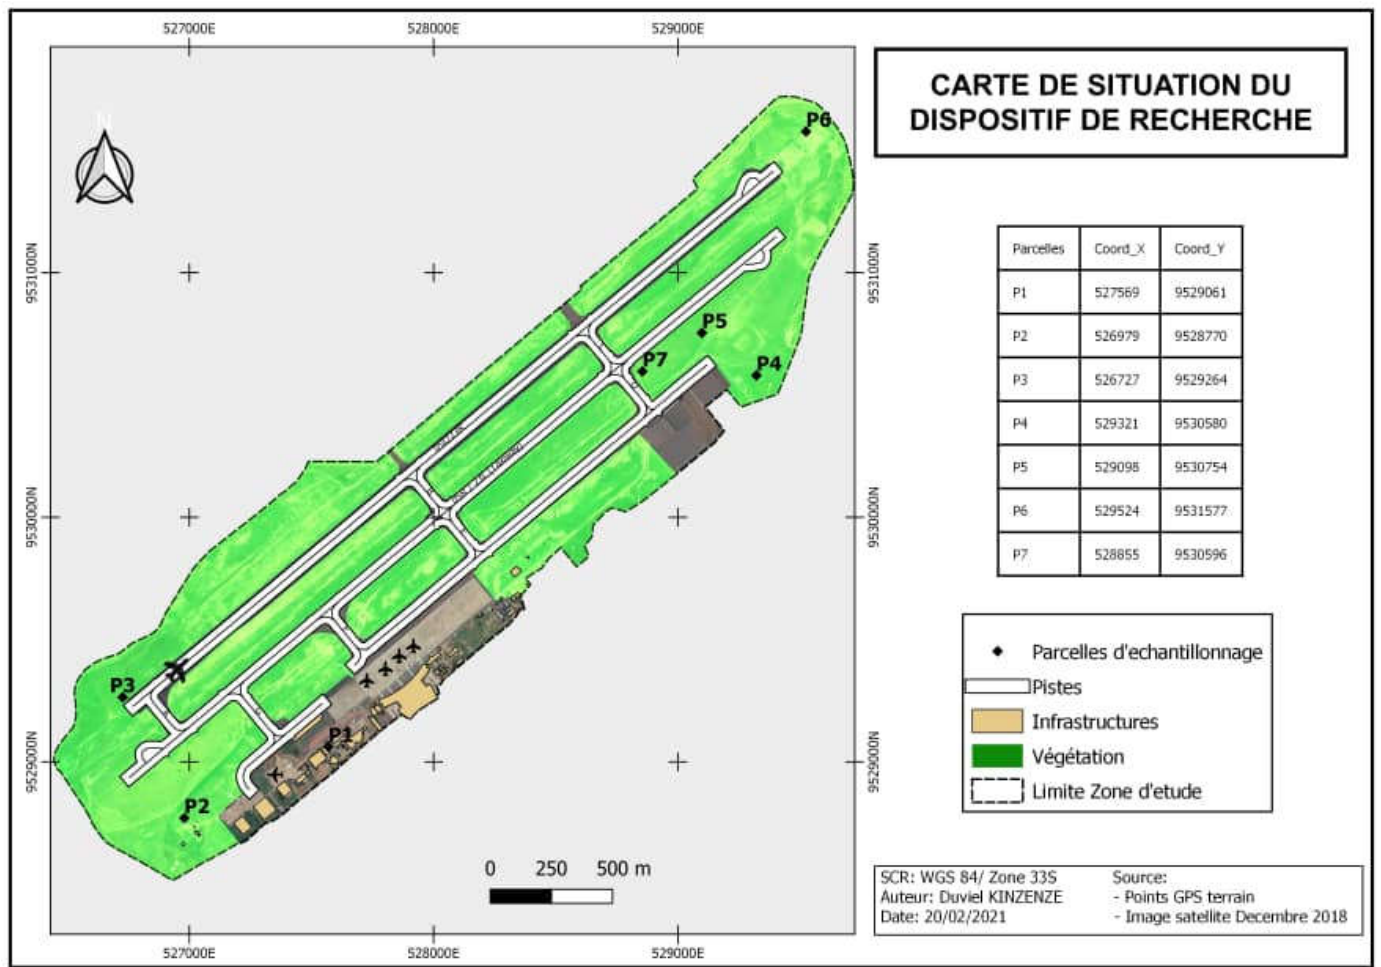 527000E 528000E 529000E
CARTE DE SITUATION DU
DISPOSITIF DE RECHERCHE
N
P6
9531000N 9531000N
Parcelles Coord_X Coord_Y
P1 527569 9529061
P2 526979 9528770
P3 526727 9529264
P4 529321 9530580
P5 529098 9530754
P6 529524 9531577
P7 528855 9530596
P5
P7
P4
9530000N 9530000N
P3
P1
9529000N 9529000N
P2
Parcelles d'echantillonnage
Pistes
Infrastructures
Végétation
Limite Zone d'etude
0 250 500 m
SCR: WGS 84/ Zone 33S
Auteur: Duviel KINZENZE
Date: 20/02/2021
Source:
- Points GPS terrain
- Image satellite Decembre 2018
527000E 528000E 529000E